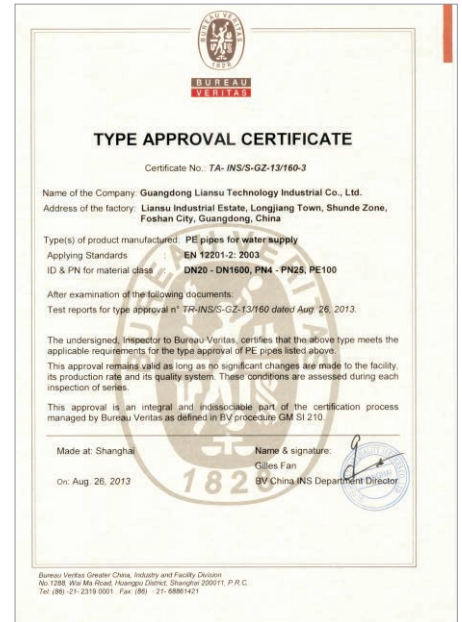 BUREAU VERITAS
1828
BUREAU
VERITAS
TYPE APPROVAL CERTIFICATE
Certificate No.: TA- INS/S-GZ-13/160-3
Name of the Company: Guangdong Liansu Technology Industrial Co., Ltd.
Address of the factory: Liansu Industrial Estate, Longjiang Town, Shunde Zone,
Foshan City, Guangdong, China
Type(s) of product manufactured: PE pipes for water supply
Applying Standards : EN 12201-2: 2003
ID & PN for material class : DN20 - DN1600, PN4 - PN25, PE100
After examination of the following documents:
Test reports for type approval n° TR-INS/S-GZ-13/160 dated Aug. 26, 2013.
The undersigned, Inspector to Bureau Veritas, certifies that the above type meets the
applicable requirements for the type approval of PE pipes listed above.
This approval remains valid as long as no significant changes are made to the facility,
its production rate and its quality system. These conditions are assessed during each
inspection of series.
This approval is an integral and indissociable part of the certification process
managed by Bureau Veritas as defined in BV procedure GM SI 210.
Made at: Shanghai
Name & signature:
Gilles Fan
On: Aug. 26, 2013
BV China INS Department Director
BUREAU VERITAS
1828
Bureau Veritas Greater China, Industry and Facility Division
No.1288, Wai Ma Road, Huangpu District, Shanghai 200011, P.R.C.
Tel: (86) -21- 2319 0001 Fax: (86) - 21- 68861421